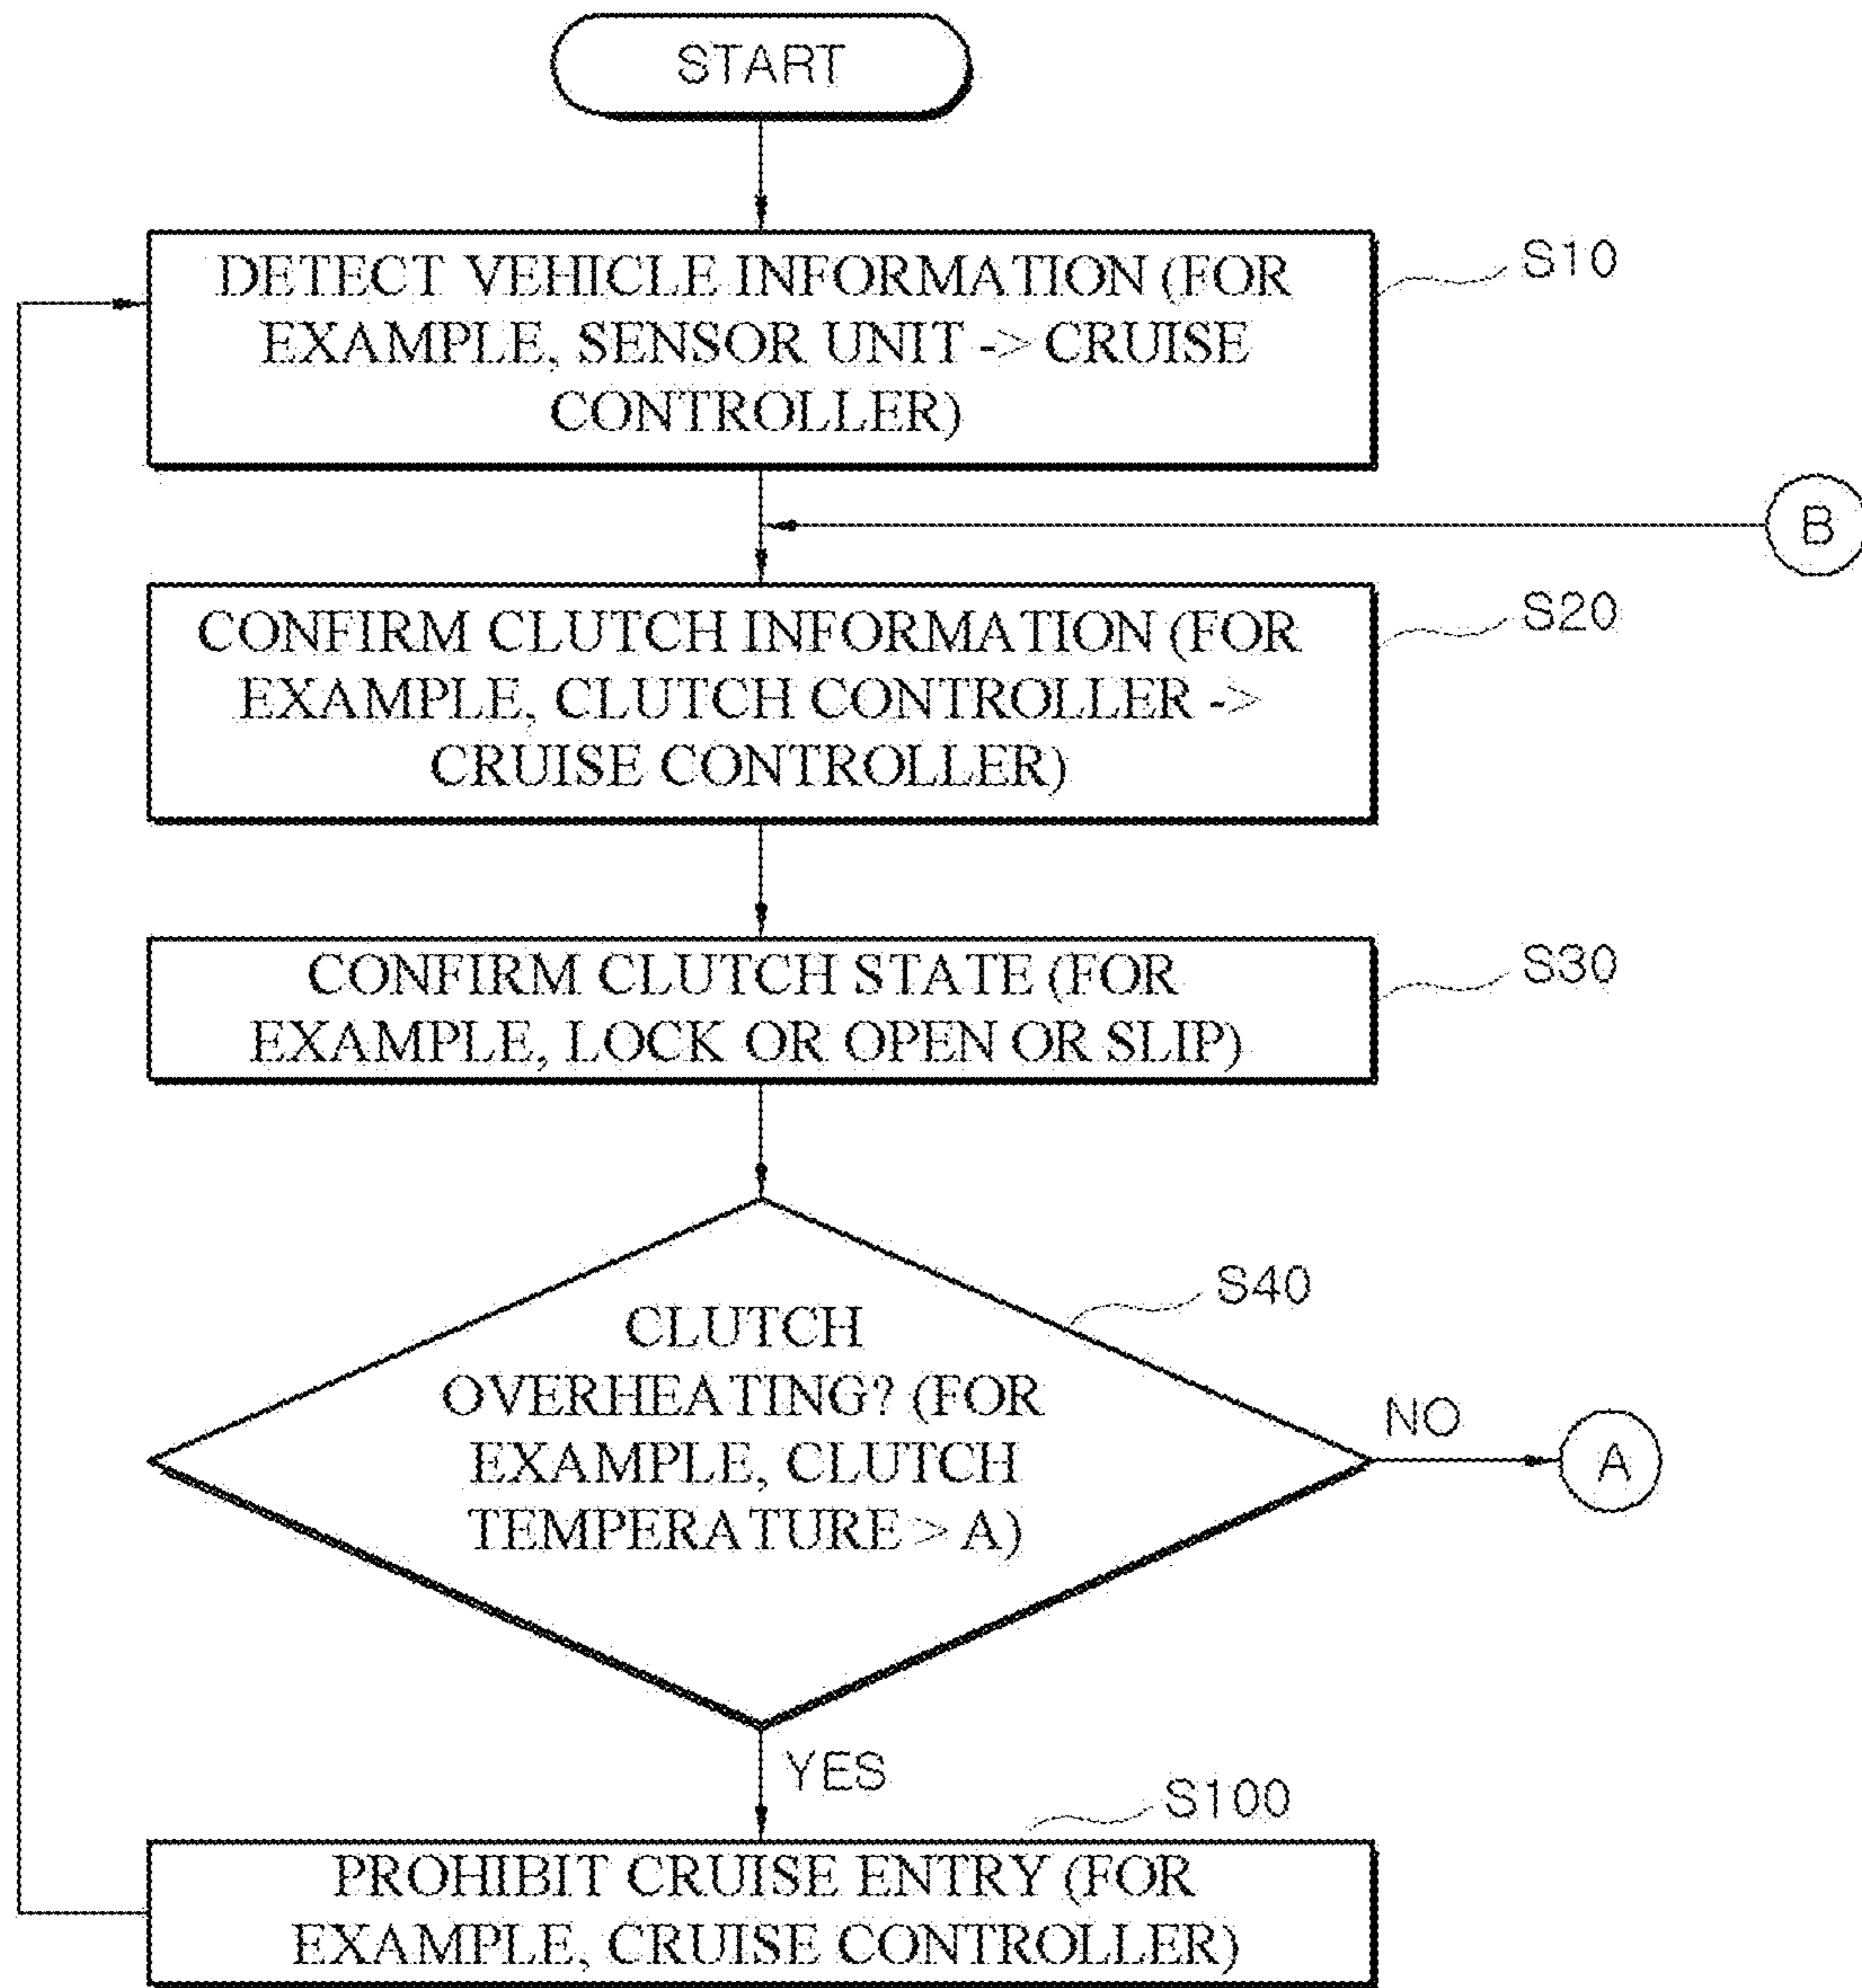 START
DETECT VEHICLE INFORMATION (FOR
EXAMPLE, SENSOR UNIT -> CRUISE
CONTROLLER)
S10
B
CONFIRM CLUTCH INFORMATION (FOR
EXAMPLE, CLUTCH CONTROLLER ->
CRUISE CONTROLLER)
S20
CONFIRM CLUTCH STATE (FOR
EXAMPLE, LOCK OR OPEN OR SLIP)
S30
S40
CLUTCH
OVERHEATING? (FOR
EXAMPLE, CLUTCH
TEMPERATURE > A)
NO
A
YES
S100
PROHIBIT CRUISE ENTRY (FOR
EXAMPLE, CRUISE CONTROLLER)